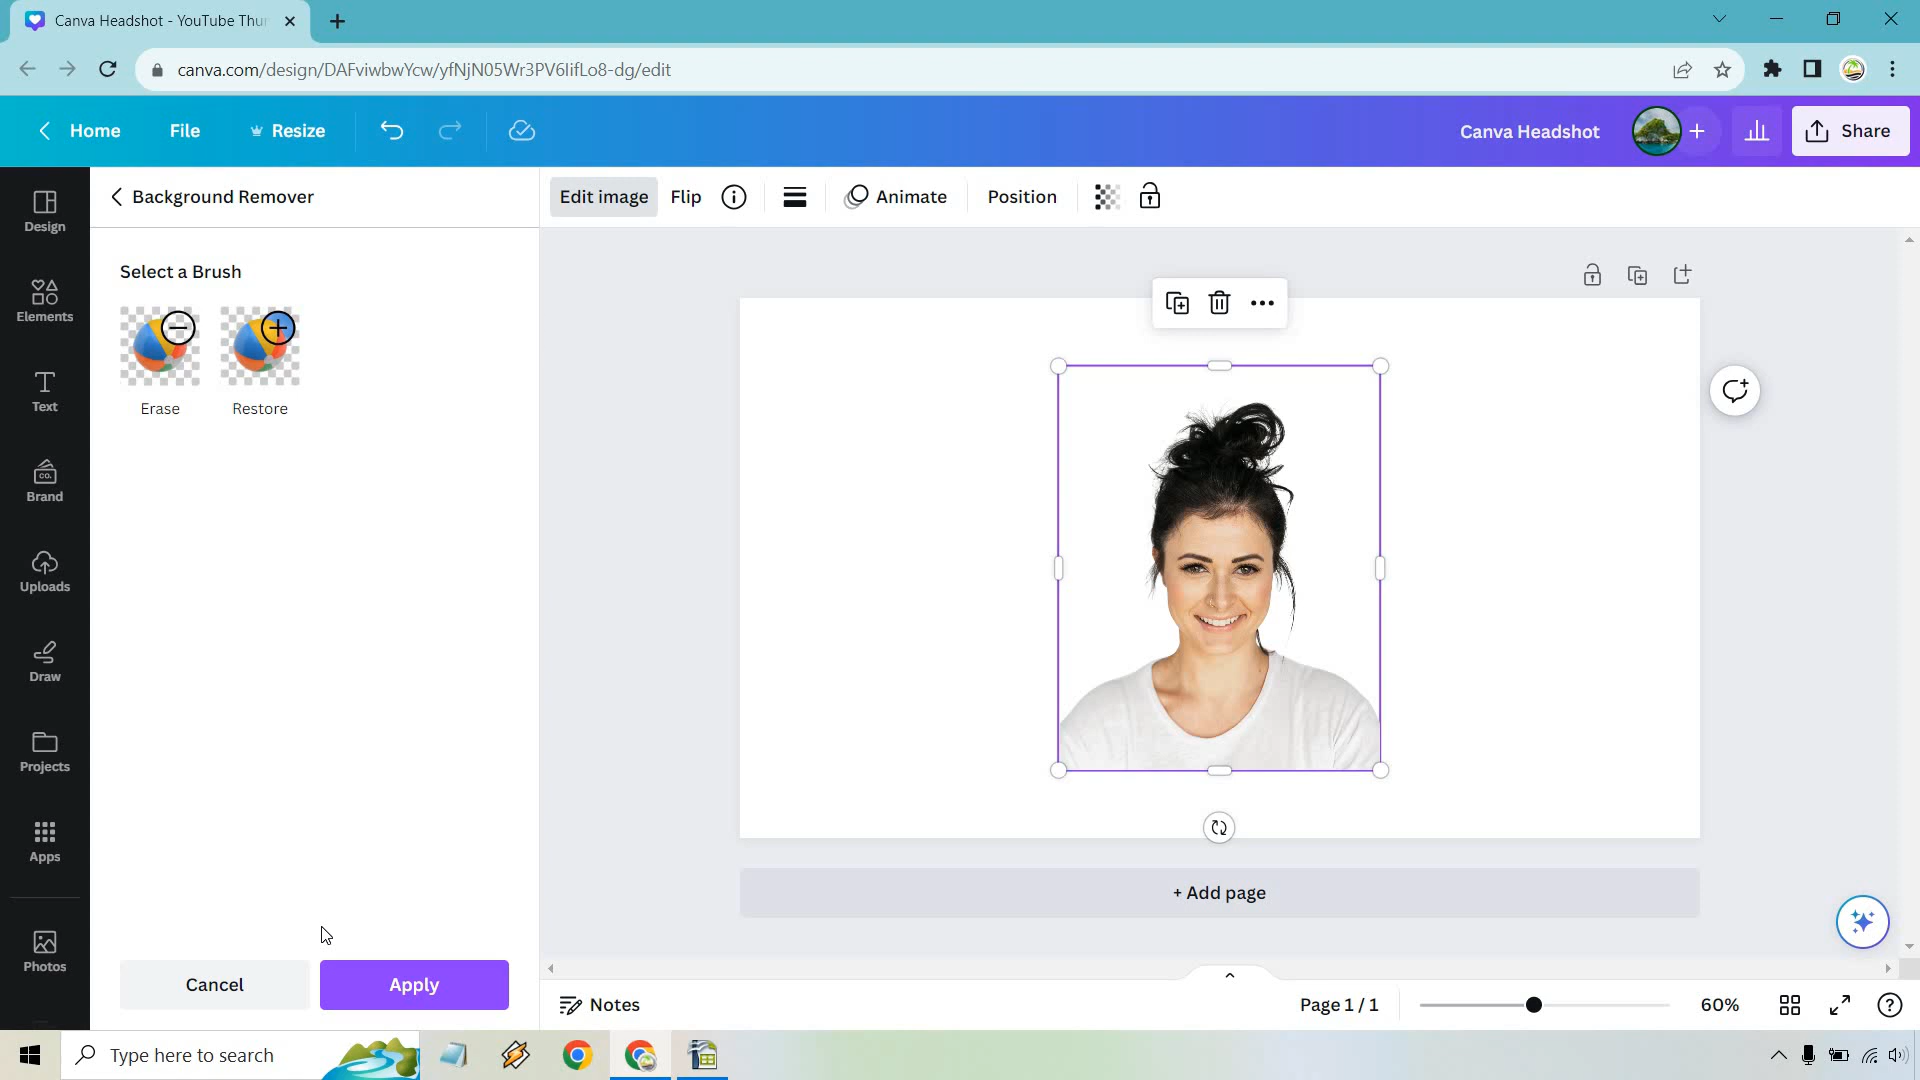 Canva Headshot - YouTube Thu
canva.com/design/DAFviwbwYcw/yfNjN05Wr3PV6IifLo8-dg/edit
Home
File
Resize
Canva Headshot
Share
Background Remover
Edit image
Flip
Animate
Position
Design
Elements
Text
Brand
CO.
Uploads
Draw
Projects
Apps
Photos
Select a Brush
Erase
Restore
Cancel
Apply
+ Add page
Notes
Page 1 / 1
60%
Type here to search